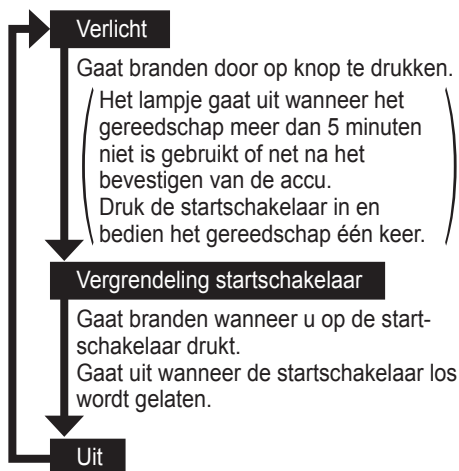 Verlicht
Gaat branden door op knop te drukken.
Het lampje gaat uit wanneer het
gereedschap meer dan 5 minuten
niet is gebruikt of net na het
bevestigen van de accu.
Druk de startschakelaar in en
bedien het gereedschap één keer.
Vergrendeling startschakelaar
Gaat branden wanneer u op de start-
schakelaar drukt.
Gaat uit wanneer de startschakelaar los
wordt gelaten.
Uit